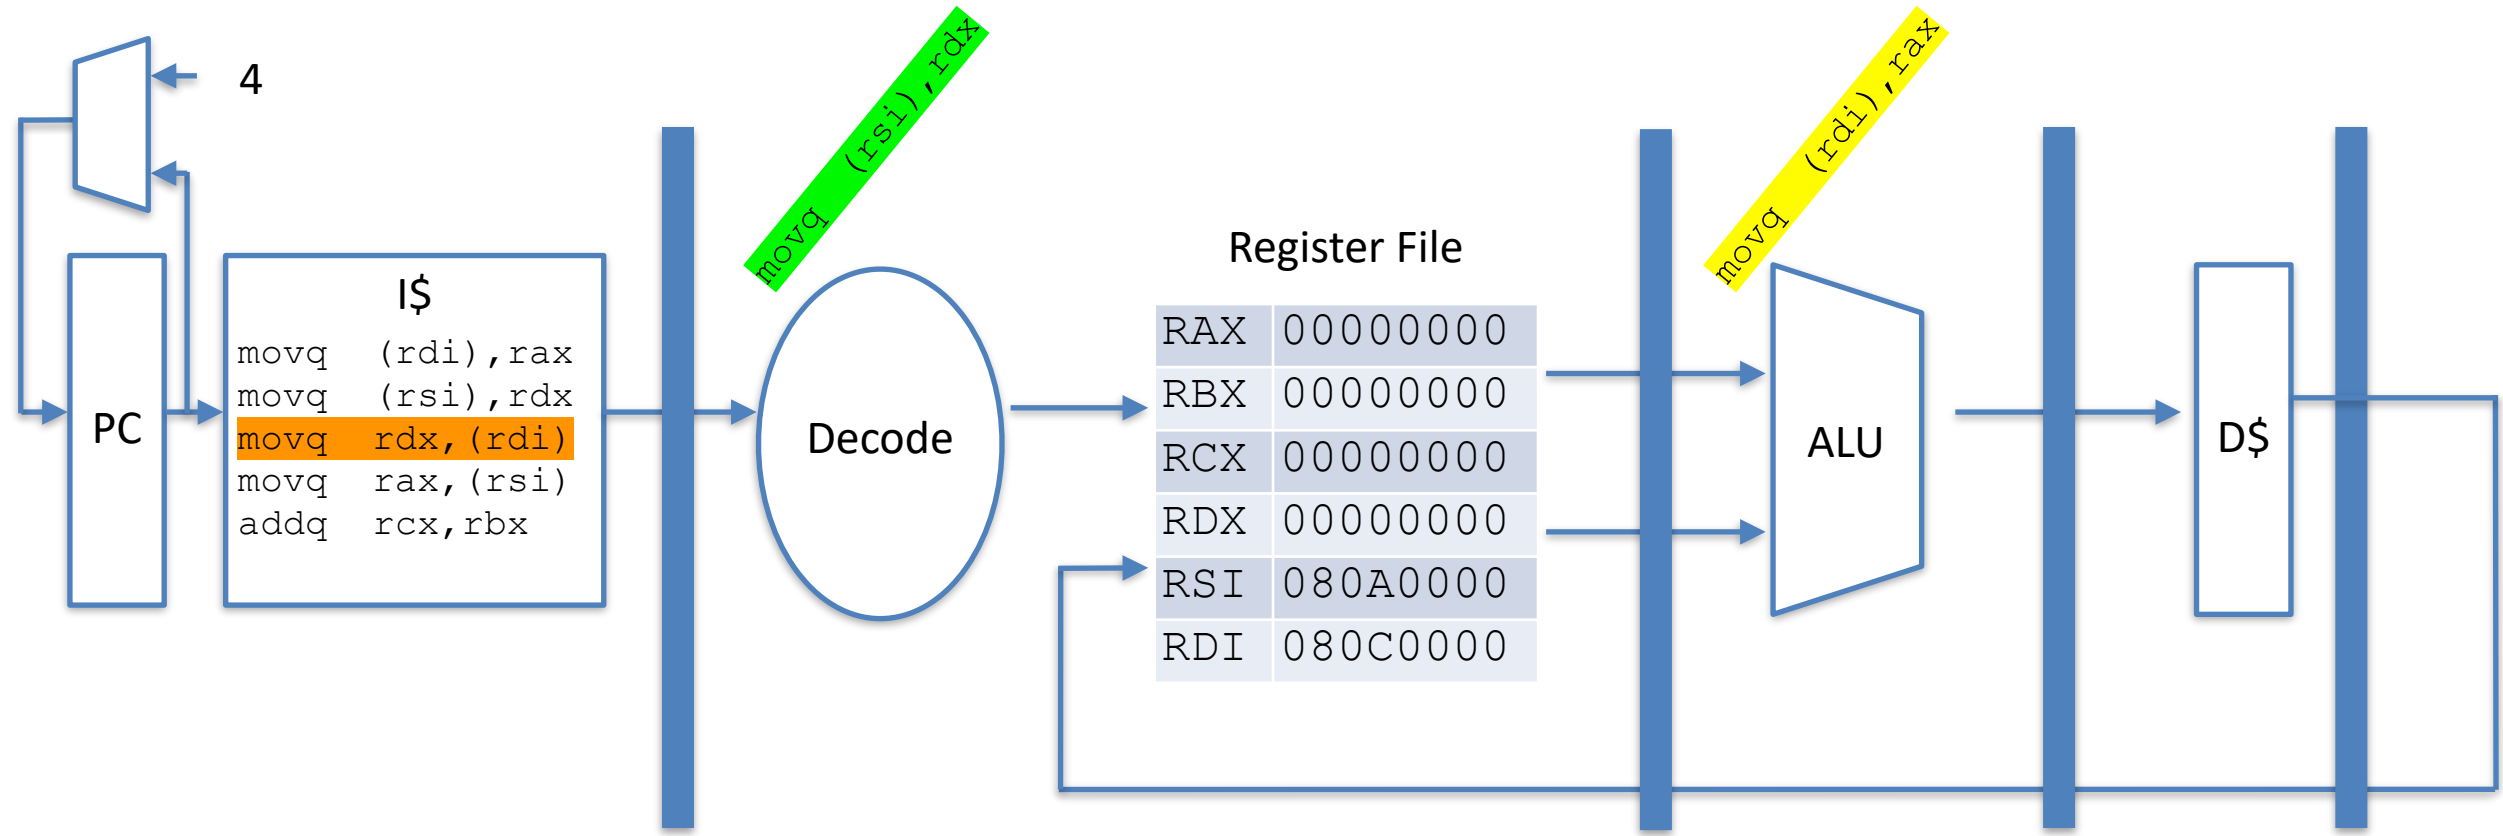 4
movq (rsi),rdx
movq (rdi),rax
Register File
I$
movq (rdi),rax
movq (rsi),rdx
movq rdx,(rdi)
movq rax,(rsi)
addq rcx,rbx
PC
Decode
RAX 00000000
RBX 00000000
RCX 00000000
RDX 00000000
RSI 080A0000
RDI 080C0000
ALU
D$